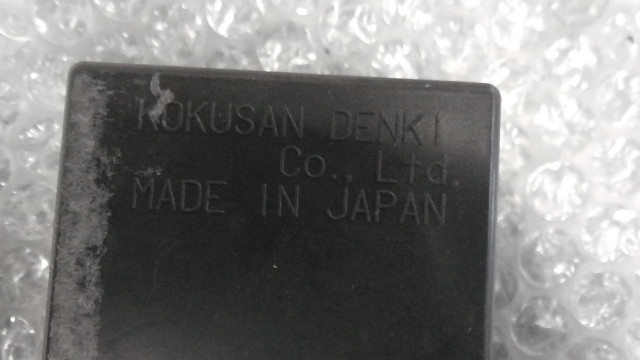 KOKUSAN DENKI
Co., Ltd.
MADE IN JAPAN